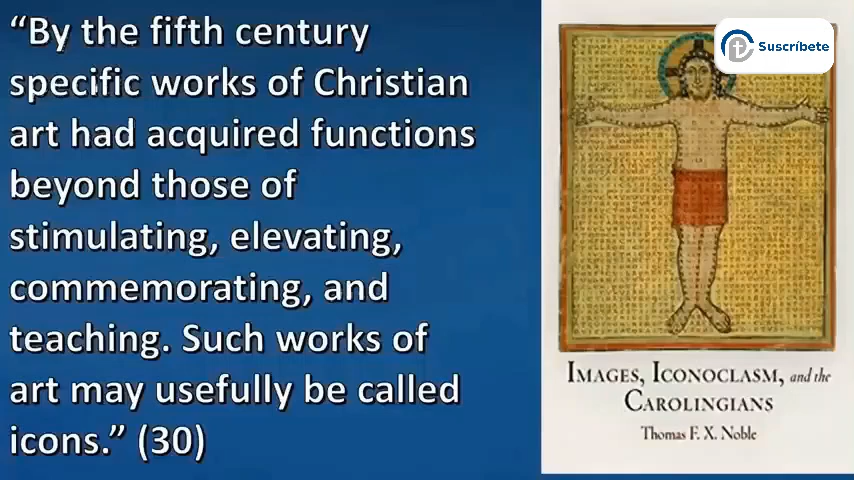 “By the fifth century
specific works of Christian
art had acquired functions
beyond those of
stimulating, elevating,
commemorating, and
teaching. Such works of
art may usefully be called
icons.” (30)
Suscríbete
IMAGES, ICONOCLASM, and the
CAROLINGIANS
Thomas F. X. Noble